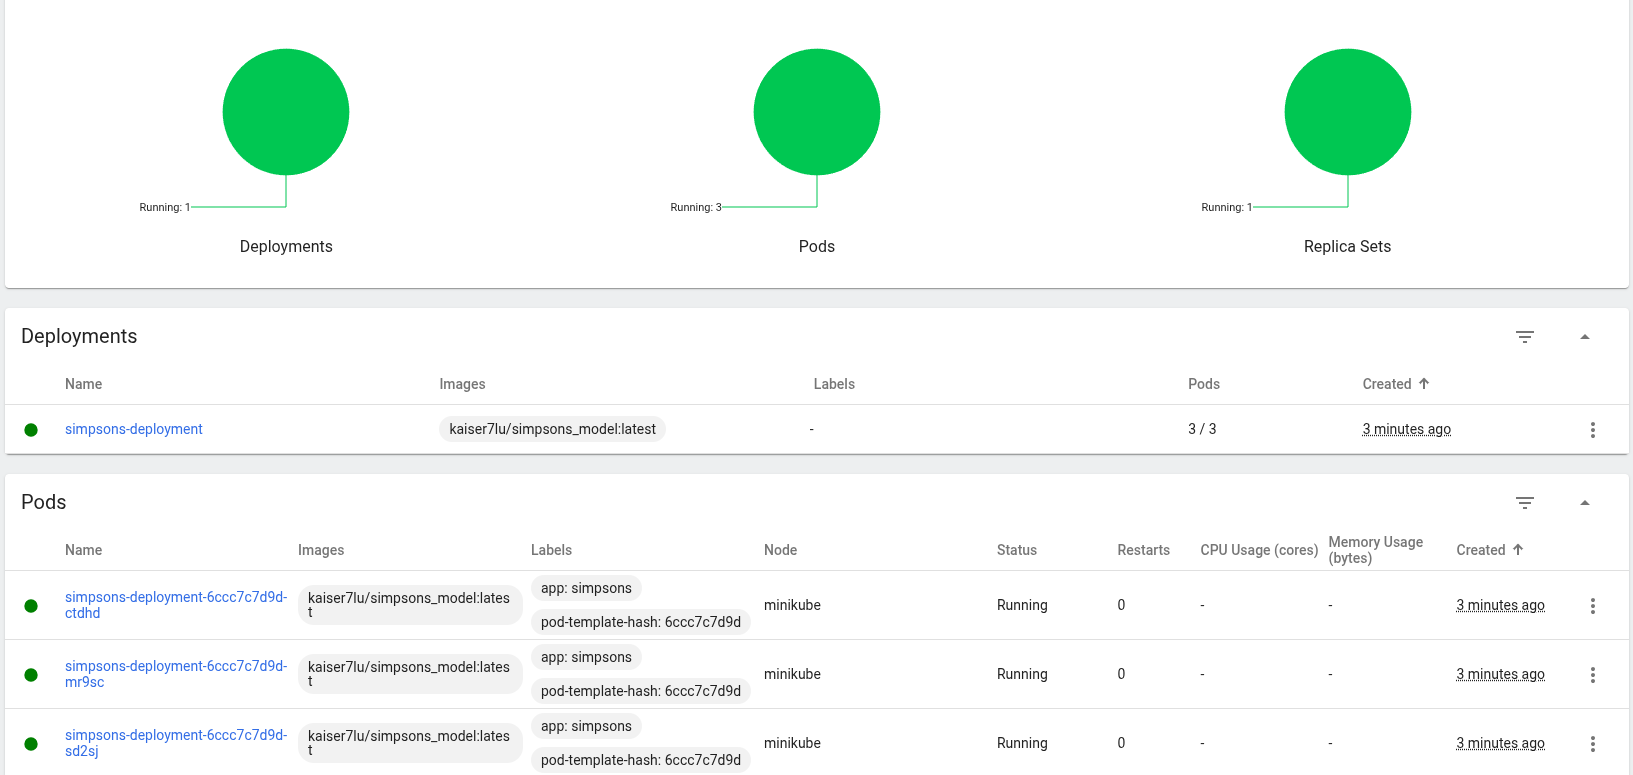 Running: 1
Running: 3
Running: 1
Deployments
Pods
Replica Sets
Deployments
Name Images Labels Pods Created
simpsons-deployment kaiser7lu/simpsons_model:latest - 3 / 3 3 minutes ago
Pods
Name Images Labels Node Status Restarts CPU Usage (cores) Memory Usage
(bytes) Created
simpsons-deployment-6ccc7c7d9d-
ctdhd
kaiser7lu/simpsons_model:lates
t
app: simpsons
pod-template-hash: 6ccc7c7d9d
minikube Running 0 - - 3 minutes ago
simpsons-deployment-6ccc7c7d9d-
mr9sc
kaiser7lu/simpsons_model:lates
t
app: simpsons
pod-template-hash: 6ccc7c7d9d
minikube Running 0 - - 3 minutes ago
simpsons-deployment-6ccc7c7d9d-
sd2sj
kaiser7lu/simpsons_model:lates
t
app: simpsons
pod-template-hash: 6ccc7c7d9d
minikube Running 0 - - 3 minutes ago